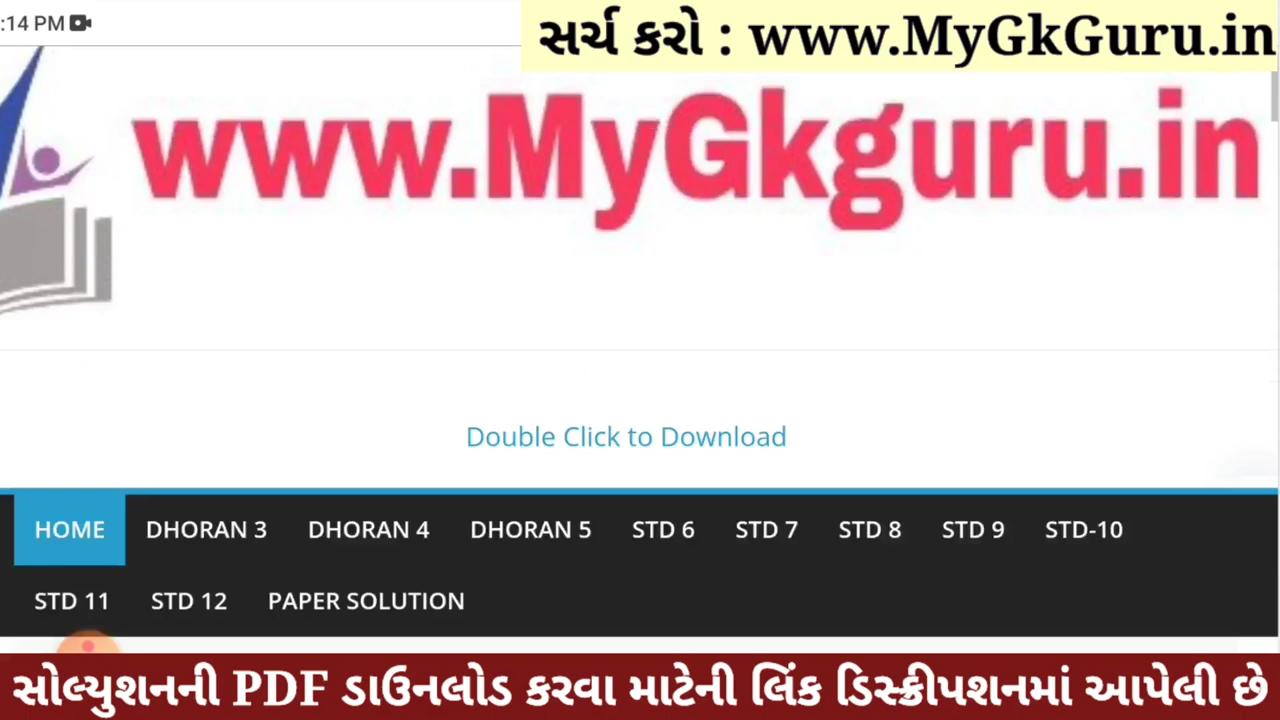 :14 PM
સર્ચ કરો : www.MyGkGuru.in
www.MyGkguru.in
Double Click to Download
HOME DHORAN 3 DHORAN 4 DHORAN 5 STD 6 STD 7 STD 8 STD 9 STD-10
STD 11 STD 12 PAPER SOLUTION
સોલ્યુશનની PDF ડાઉનલોડ કરવા માટેની લિંક ડિસ્ક્રીપશનમાં આપેલી છે